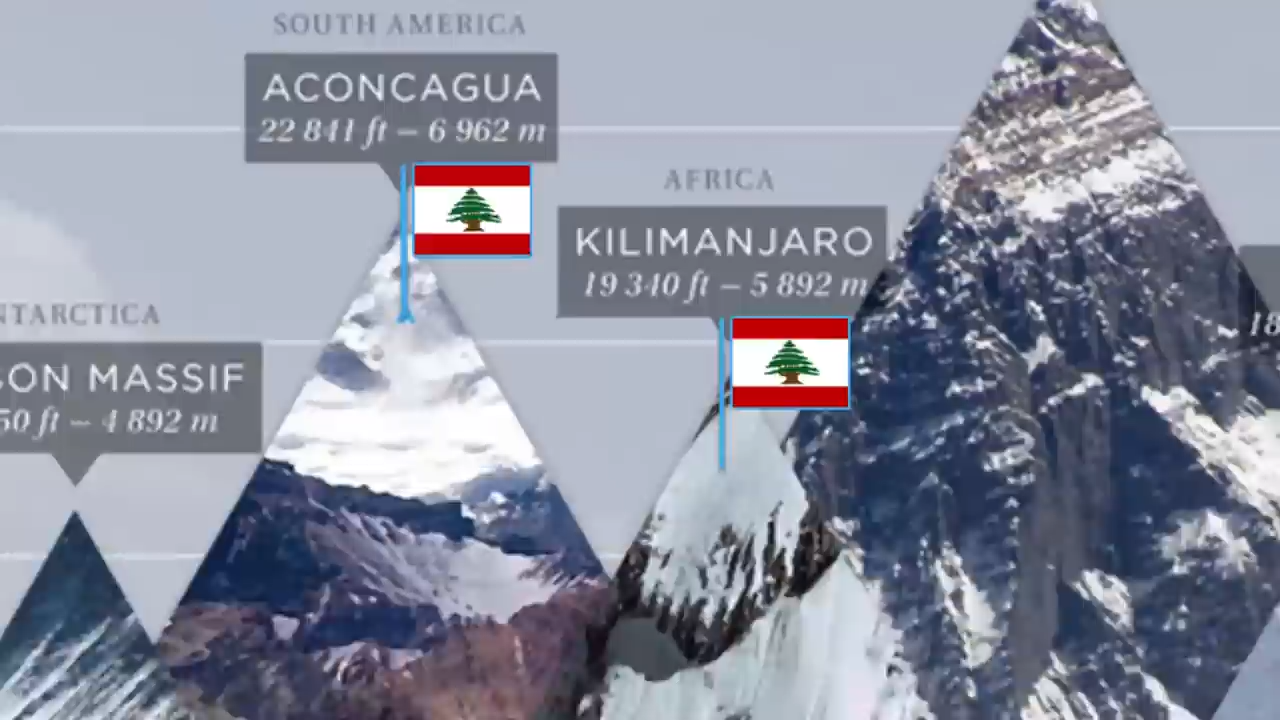 SOUTH AMERICA
ACONCAGUA
22 841 ft – 6 962 m
AFRICA
KILIMANJARO
19 340 ft – 5 892 m
NTARCTICA
SON MASSIF
50 ft – 4 892 m
18